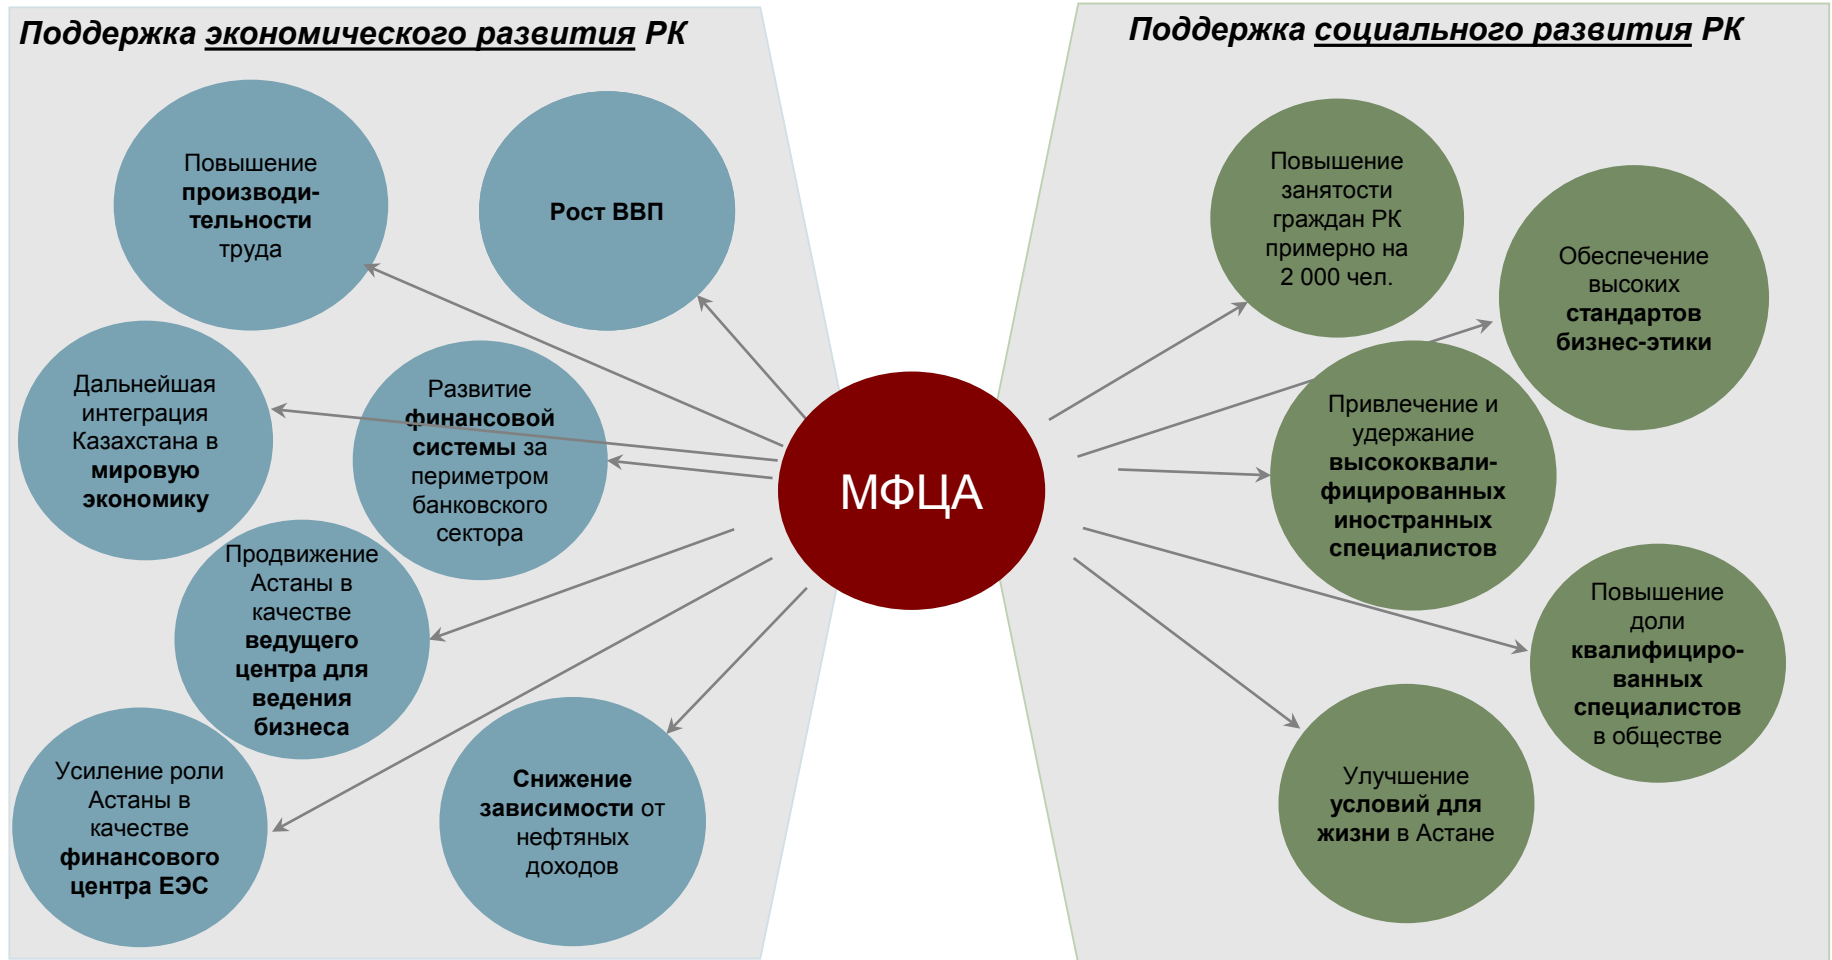 Поддержка экономического развития РК
Повышение
производи-
тельности
труда
Рост ВВП
Дальнейшая
интеграция
Казахстана в
мировую
экономику
Развитие
финансовой
системы за
периметром
банковского
сектора
Продвижение
Астаны в
качестве
ведущего
центра для
ведения
бизнеса
Усиление роли
Астаны в
качестве
финансового
центра ЕЭС
Снижение
зависимости от
нефтяных
доходов
МФЦА
Поддержка социального развития РК
Повышение
занятости
граждан РК
примерно на
2 000 чел.
Обеспечение
высоких
стандартов
бизнес-этики
Привлечение и
удержание
высококвали-
фицированных
иностранных
специалистов
Повышение
доли
квалифициро-
ванных
специалистов
в обществе
Улучшение
условий для
жизни в Астане